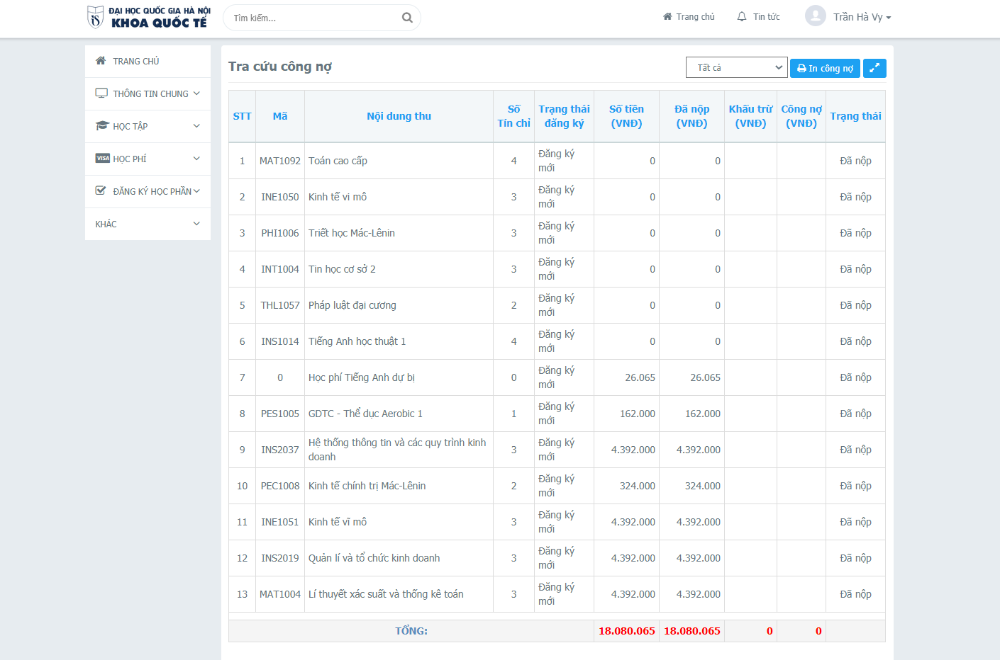 ĐẠI HỌC QUỐC GIA HÀ NỘI
KHOA QUỐC TẾ
Tìm kiếm...
Trang chủ
Tin tức
Trần Hà Vy
TRANG CHỦ
THÔNG TIN CHUNG
HỌC TẬP
VISA HỌC PHÍ
ĐĂNG KÝ HỌC PHẦN
KHÁC
Tra cứu công nợ
Tất cả
In công nợ
STT Mã Nội dung thu Số Tín chỉ Trạng thái đăng ký Số tiền (VNĐ) Đã nộp (VNĐ) Khấu trừ (VNĐ) Công nợ (VNĐ) Trạng thái
1 MAT1092 Toán cao cấp 4 Đăng ký mới 0 0 Đã nộp
2 INE1050 Kinh tế vi mô 3 Đăng ký mới 0 0 Đã nộp
3 PHI1006 Triết học Mác-Lênin 3 Đăng ký mới 0 0 Đã nộp
4 INT1004 Tin học cơ sở 2 3 Đăng ký mới 0 0 Đã nộp
5 THL1057 Pháp luật đại cương 2 Đăng ký mới 0 0 Đã nộp
6 INS1014 Tiếng Anh học thuật 1 4 Đăng ký mới 0 0 Đã nộp
7 0 Học phí Tiếng Anh dự bị 0 Đăng ký mới 26.065 26.065 Đã nộp
8 PES1005 GDTC - Thể dục Aerobic 1 1 Đăng ký mới 162.000 162.000 Đã nộp
9 INS2037 Hệ thống thông tin và các quy trình kinh doanh 3 Đăng ký mới 4.392.000 4.392.000 Đã nộp
10 PEC1008 Kinh tế chính trị Mác-Lênin 2 Đăng ký mới 324.000 324.000 Đã nộp
11 INE1051 Kinh tế vĩ mô 3 Đăng ký mới 4.392.000 4.392.000 Đã nộp
12 INS2019 Quản lí và tổ chức kinh doanh 3 Đăng ký mới 4.392.000 4.392.000 Đã nộp
13 MAT1004 Lí thuyết xác suất và thống kê toán 3 Đăng ký mới 4.392.000 4.392.000 Đã nộp
TỔNG: 18.080.065 18.080.065 0 0